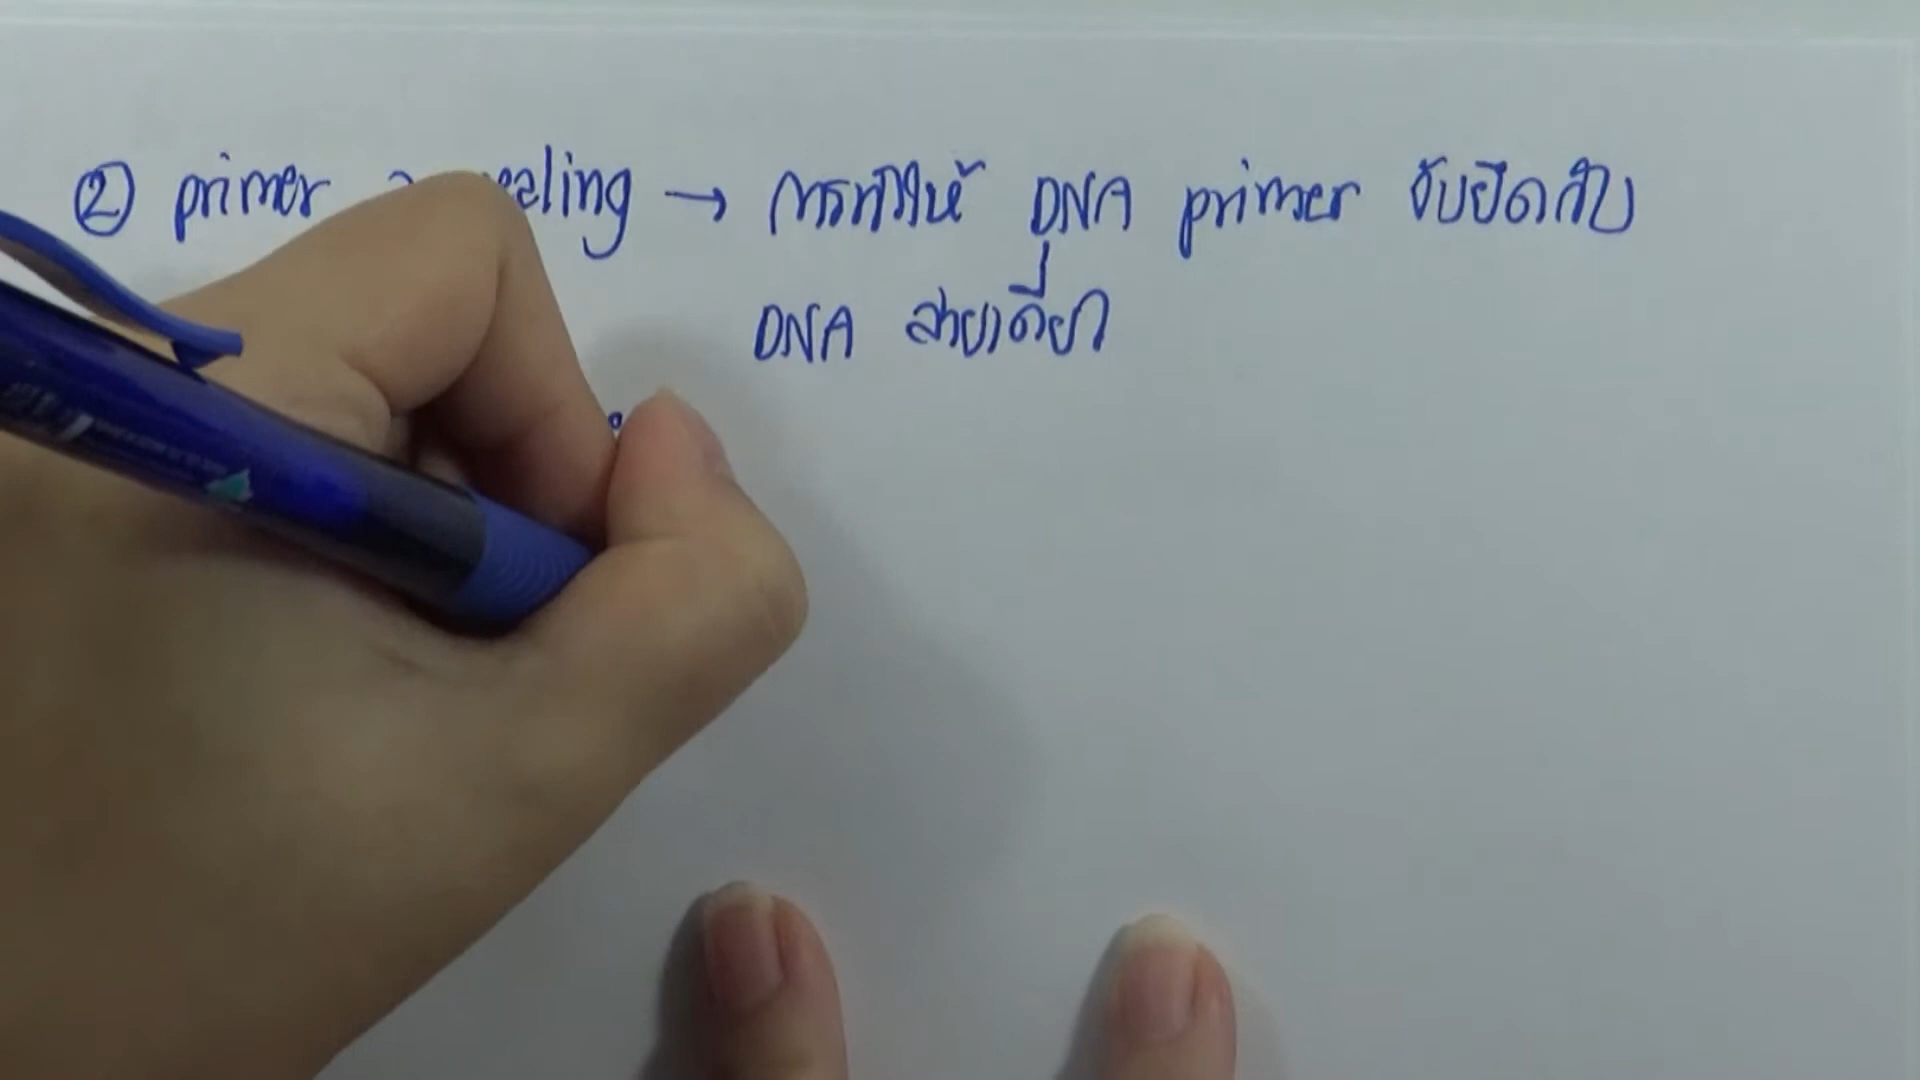 ② primer annealing → การทำให้ DNA primer จับยึดกับ
DNA สายเดี่ยว